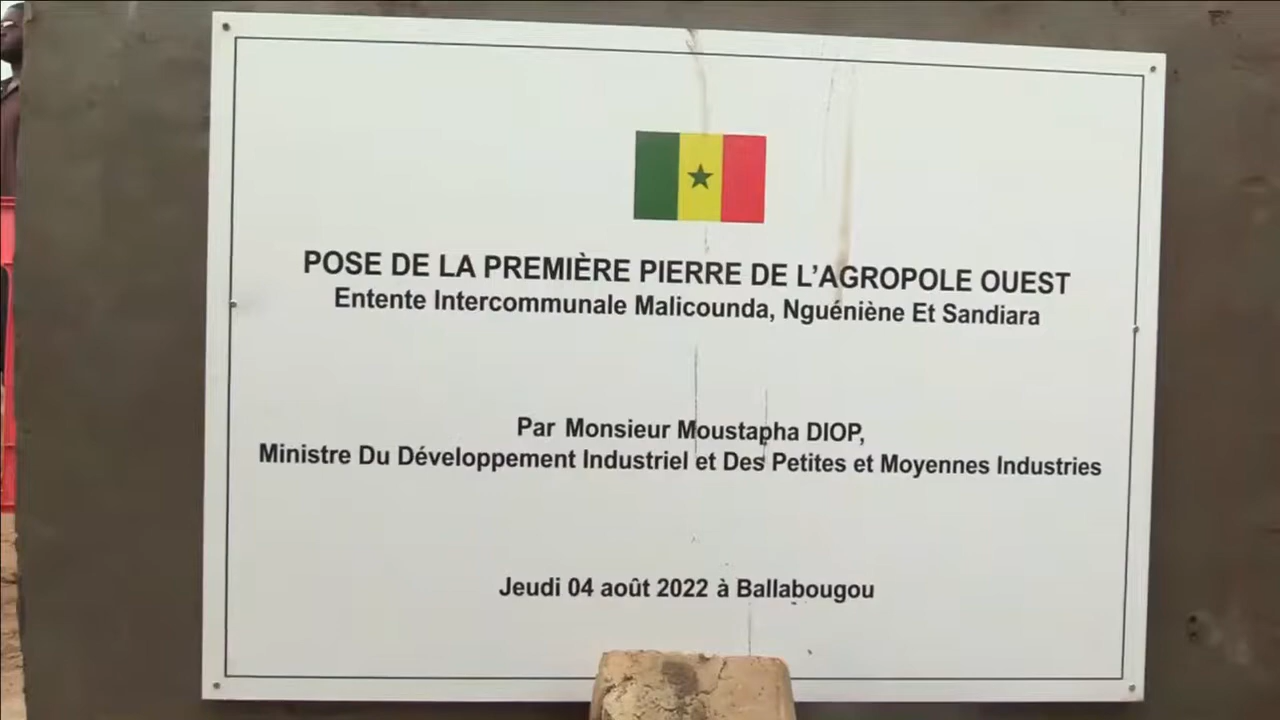 POSE DE LA PREMIÈRE PIERRE DE L'AGROPOLE OUEST
Entente Intercommunale Malicounda, Nguéniène Et Sandiara
Par Monsieur Moustapha DIOP,
Ministre Du Développement Industriel et Des Petites et Moyennes Industries
Jeudi 04 août 2022 à Ballabougou